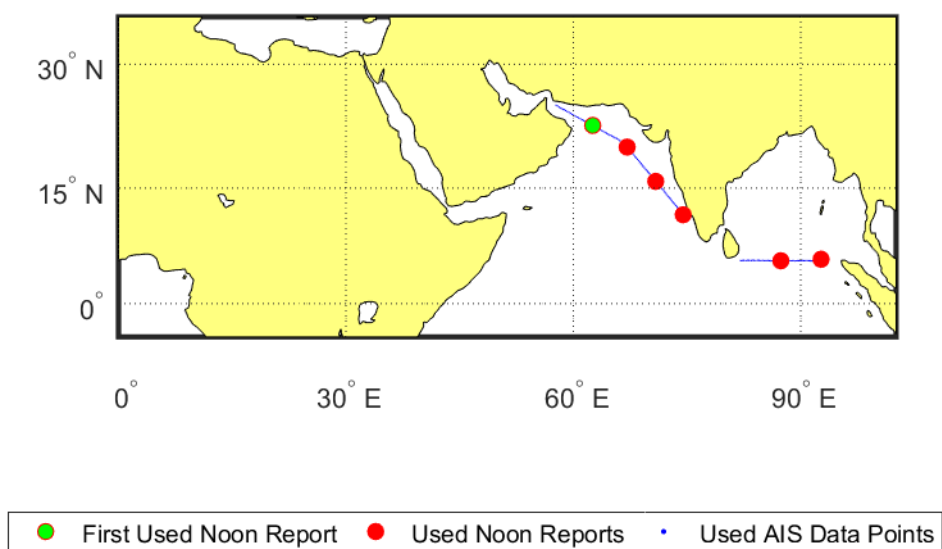 30° N
15° N
0°
0° 30° E 60° E 90° E
First Used Noon Report Used Noon Reports Used AIS Data Points